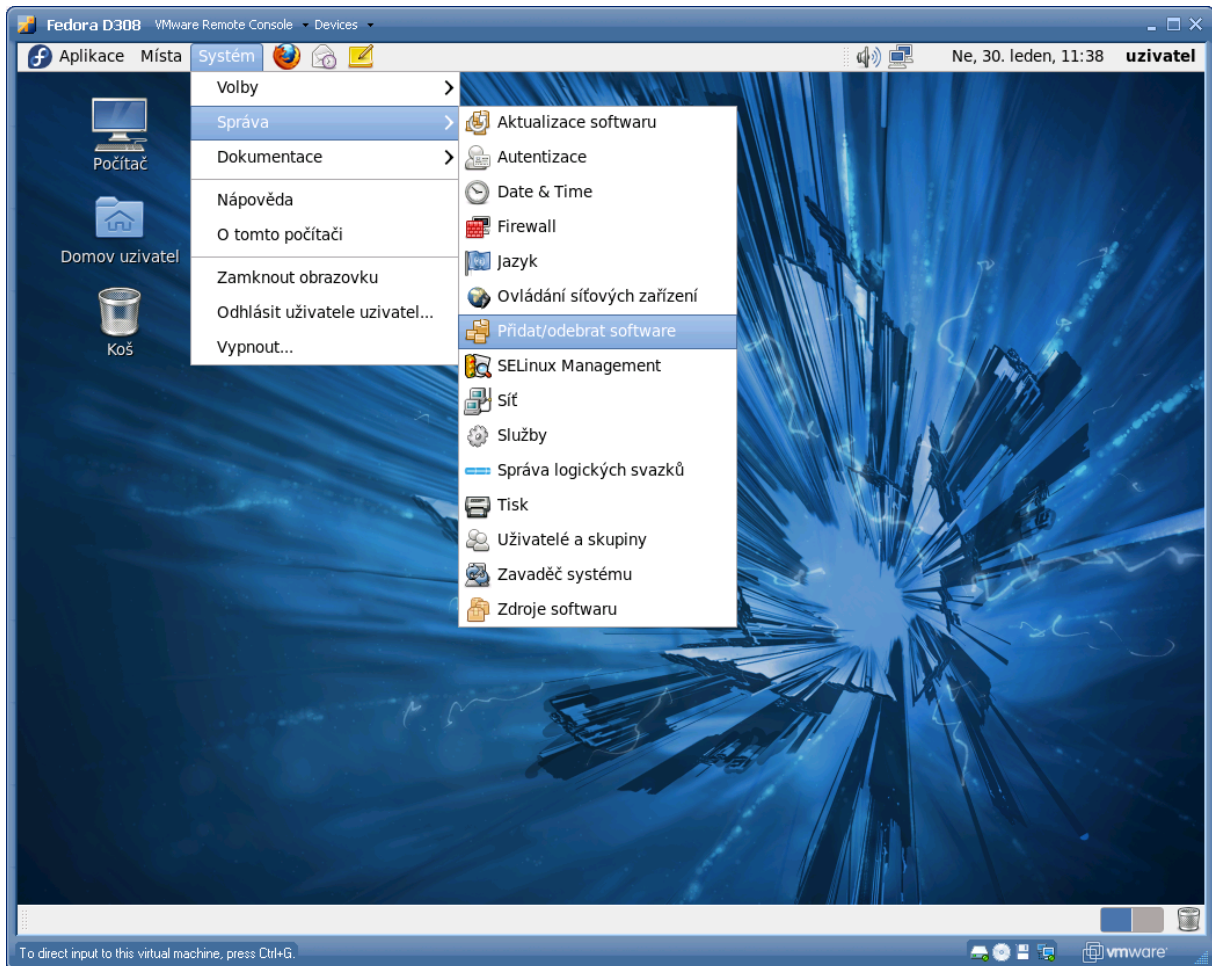 Fedora D308 VMware Remote Console Devices
Aplikace Místa Systém Ne, 30. leden, 11:38 uzivatel
Volby
Správa
Dokumentace
Nápověda
O tomto počítači
Zamknout obrazovku
Odhlásit uživatele uzivatel...
Vypnout...
Aktualizace softwaru
Autentizace
Date & Time
Firewall
Jazyk
Ovládání síťových zařízení
Přidat/odebrat software
SELinux Management
Síť
Služby
Správa logických svazků
Tisk
Uživatelé a skupiny
Zavaděč systému
Zdroje softwaru
Počítač
Domov uzivatel
Koš
To direct input to this virtual machine, press Ctrl+G.
vmware